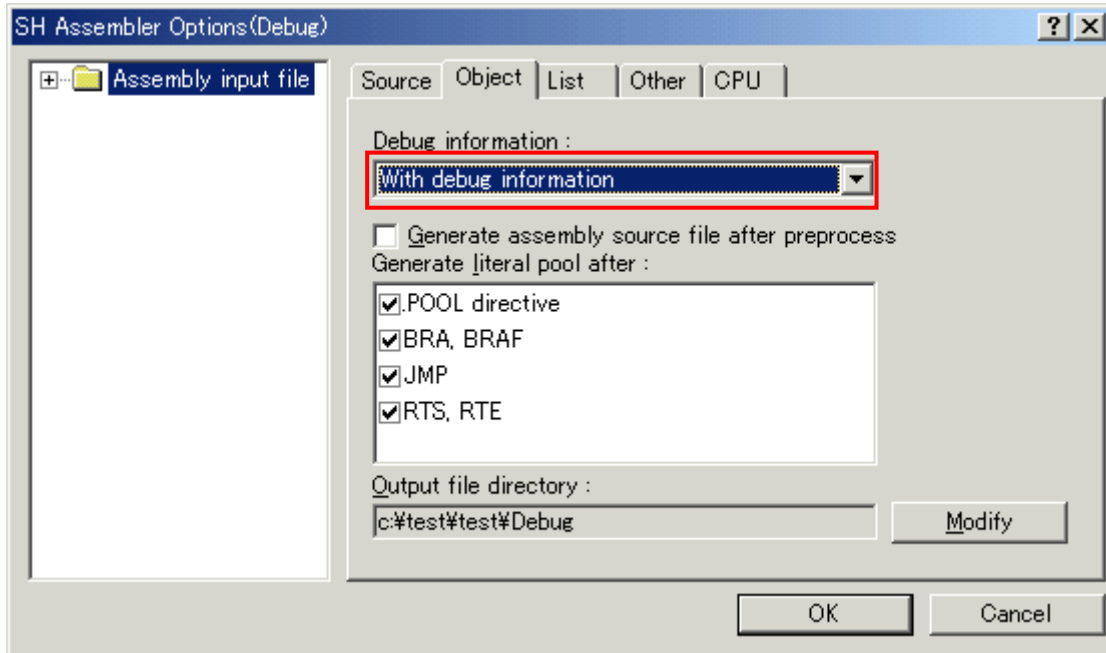 SH Assembler Options(Debug)
Assembly input file
Source Object List Other CPU
Debug information :
With debug information
Generate assembly source file after preprocess
Generate literal pool after :
.POOL directive
BRA, BRAF
JMP
RTS, RTE
Output file directory :
c:¥test¥test¥Debug
Modify
OK Cancel